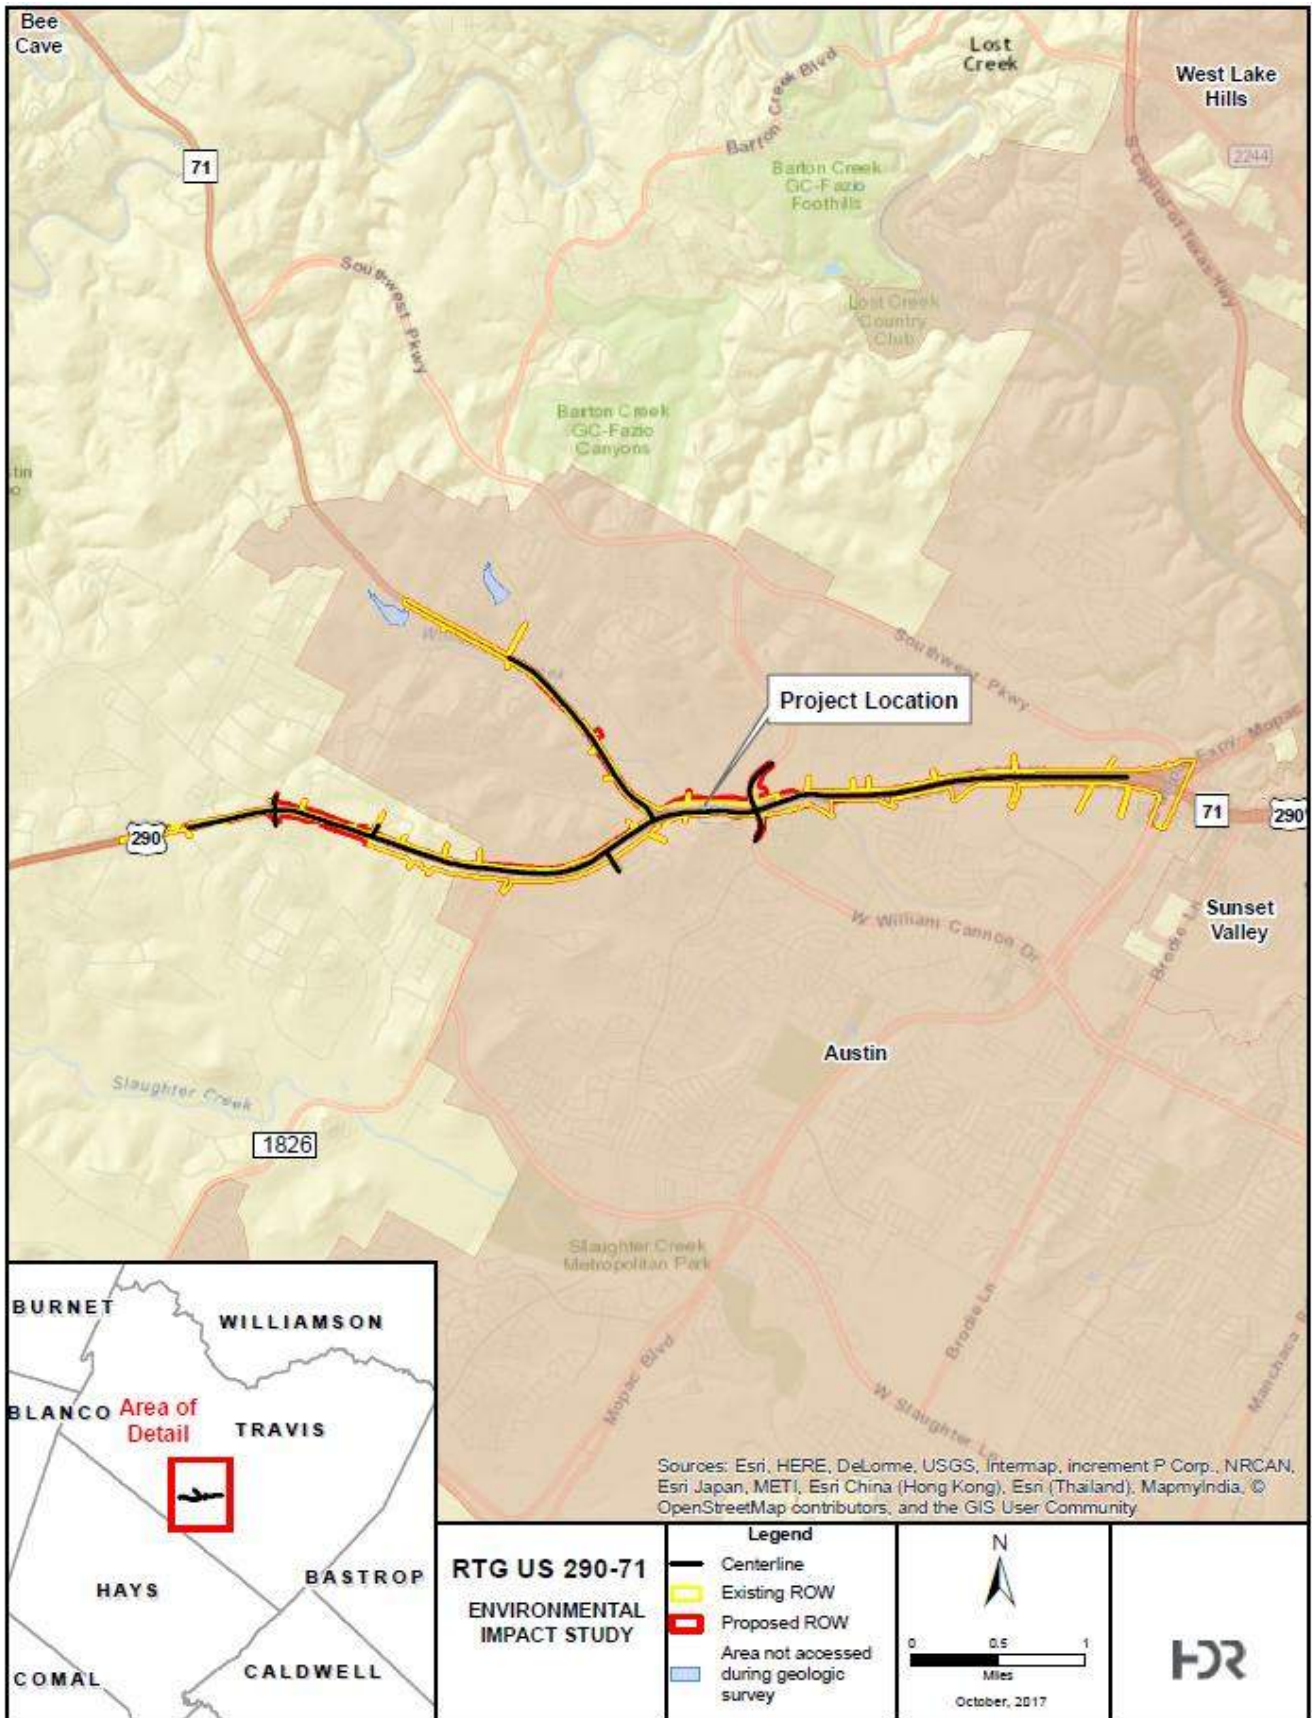 Bee
Cave
Lost
Creek
West Lake
Hills
Barton Creek Blvd
2244
71
Barton Creek
GC-Fazio
Foothills
S Capital of Texas Hwy
Southwest Pkwy
Lost Creek
Country
Club
Barton Creek
GC-Fazio
Canyons
Southwest Pkwy
Project Location
Expy Mopac
71
290
290
Sunset
Valley
W William Cannon Dr
Brodie Ln
Austin
Slaughter Creek
1826
Slaughter Creek
Metropolitan Park
Brodie Ln
Mopac Blvd
Manchaca R
W Slaughter Ln
BURNET
WILLIAMSON
BLANCO
Area of
Detail
TRAVIS
HAYS
BASTROP
COMAL
CALDWELL
Sources: Esri, HERE, DeLorme, USGS, Intermap, increment P Corp., NRCAN,
Esri Japan, METI, Esri China (Hong Kong), Esri (Thailand), MapmyIndia, ©
OpenStreetMap contributors, and the GIS User Community
RTG US 290-71
ENVIRONMENTAL
IMPACT STUDY
Legend
Centerline
Existing ROW
Proposed ROW
Area not accessed
during geologic
survey
N
0 0.5 1
Miles
October, 2017
HDR